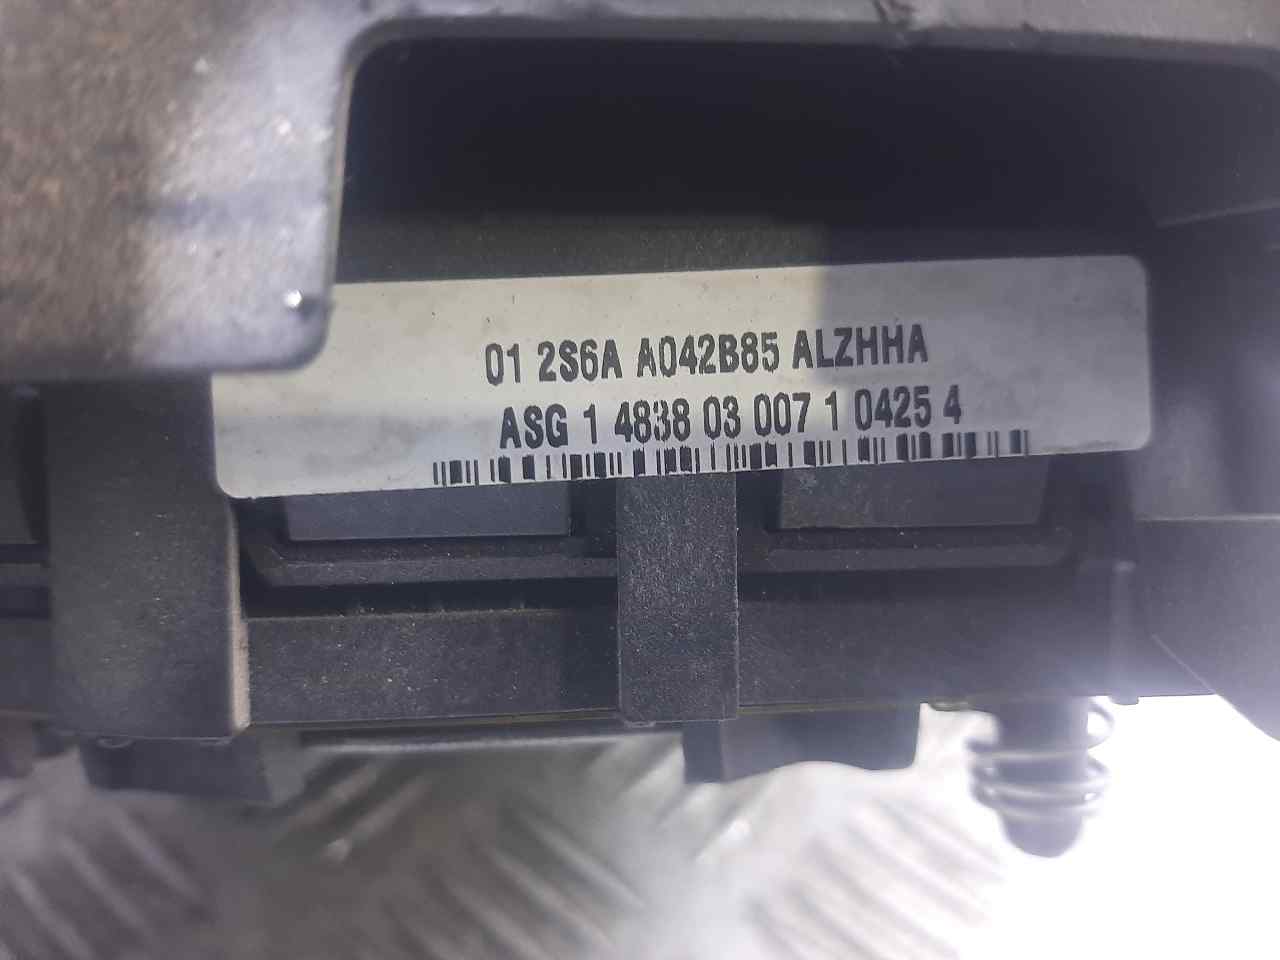 01 2S6A A042B85 ALZHHA
ASG 1 4838 03 007 1 0425 4